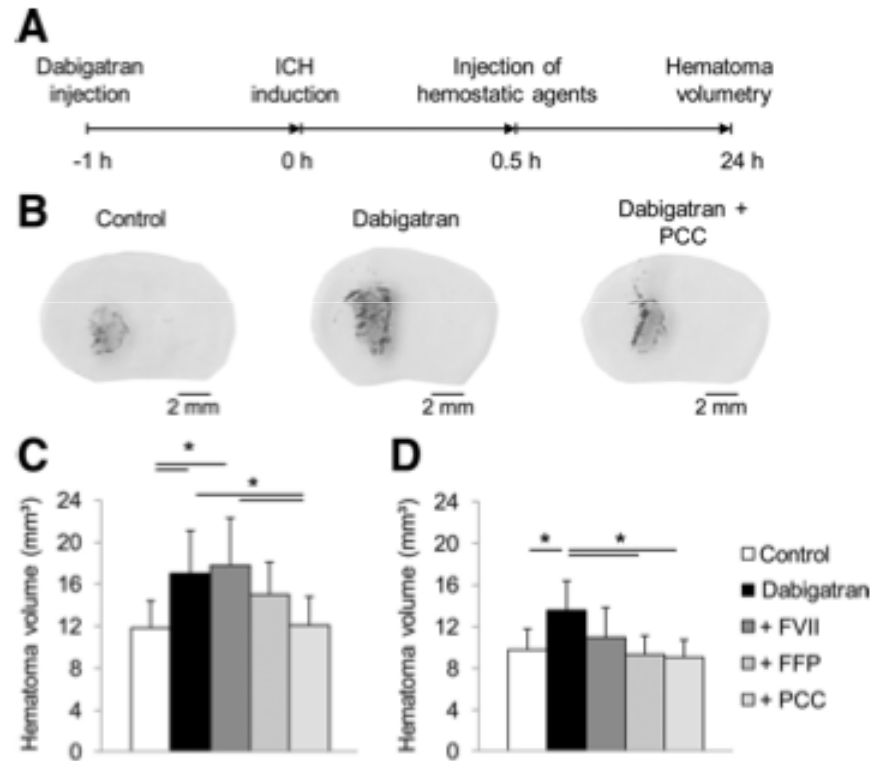 A
Dabigatran
injection
ICH
induction
Injection of
hemostatic agents
Hematoma
volumetry
-1 h
0 h
0.5 h
24 h
B
Control
Dabigatran
Dabigatran +
PCC
2 mm
2 mm
2 mm
C
*
*
Hematoma volume (mm³)
24
20
16
12
8
4
0
D
*
*
Hematoma volume (mm³)
24
20
16
12
8
4
0
Control
Dabigatran
+ FVII
+ FFP
+ PCC